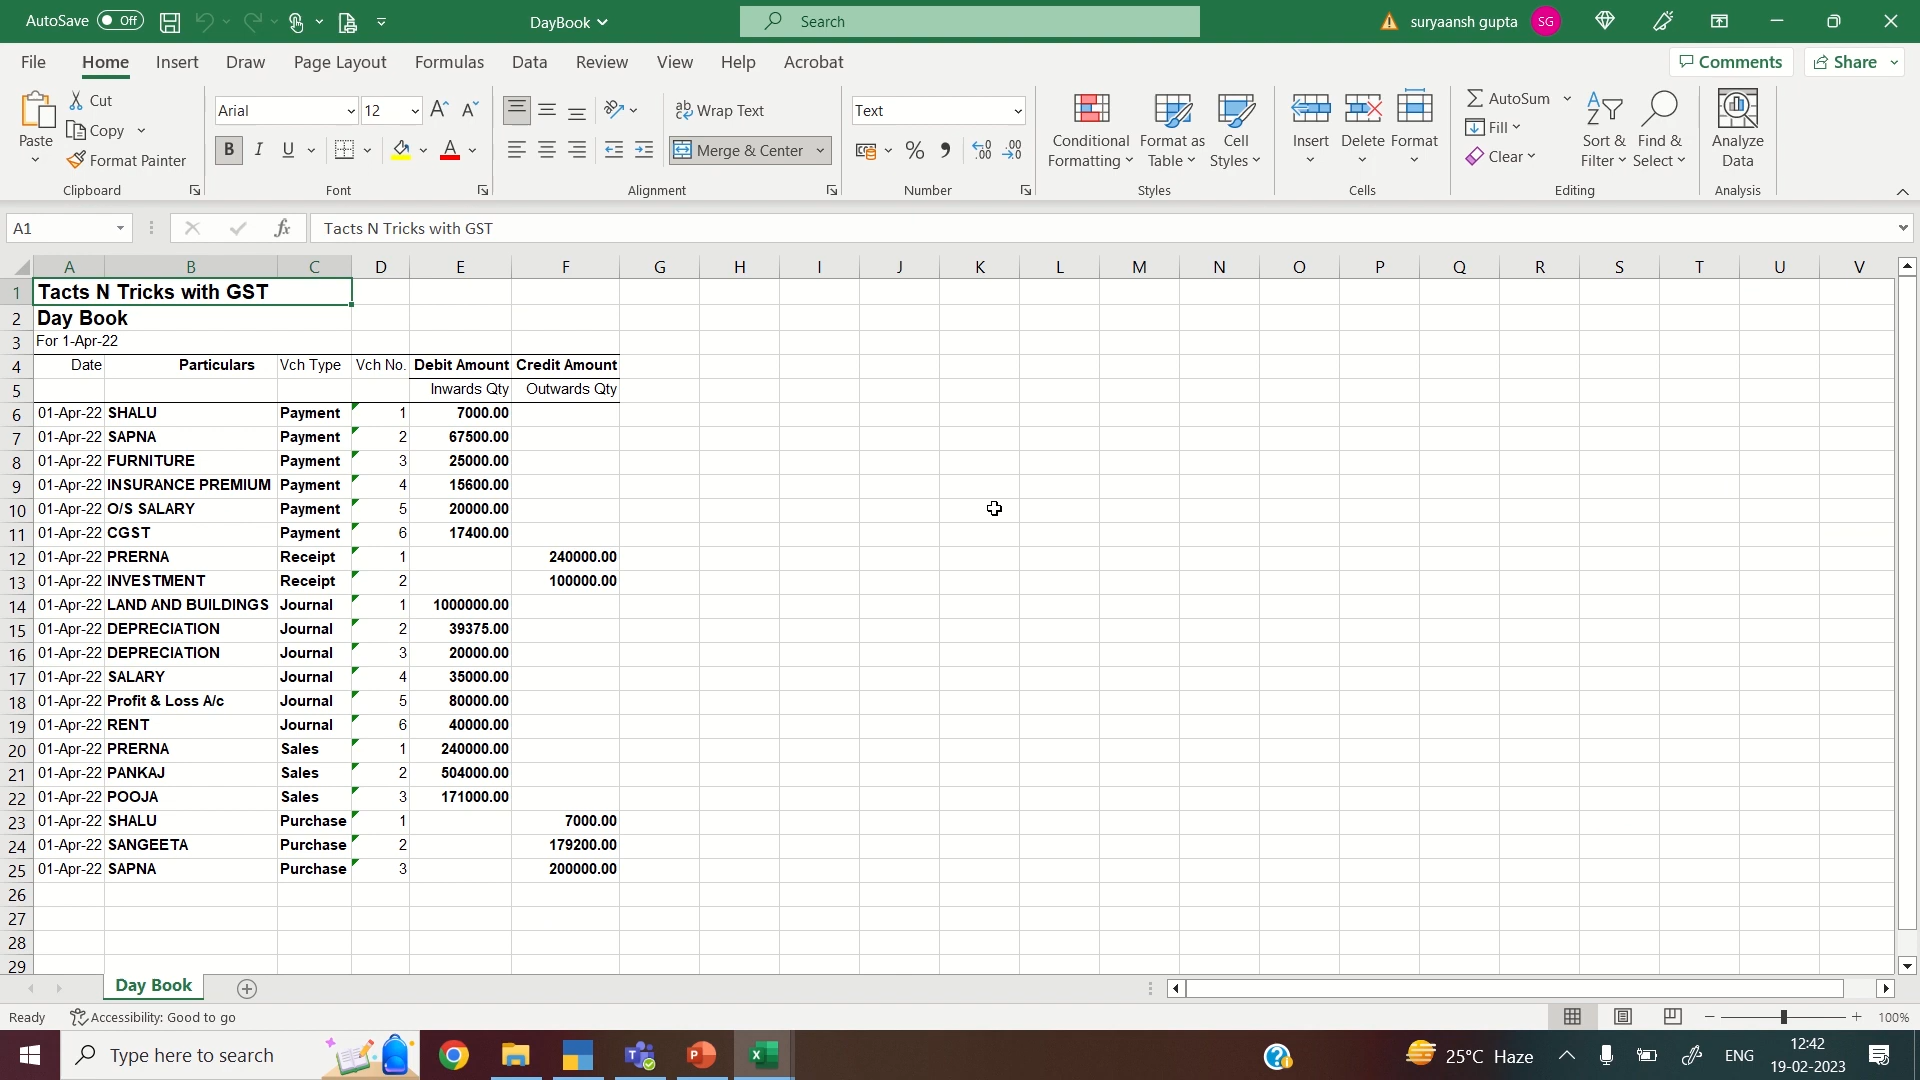 AutoSave Off DayBook Search suryaansh gupta SG
File Home Insert Draw Page Layout Formulas Data Review View Help Acrobat Comments Share
Paste Cut Copy Format Painter Clipboard
Arial 12 B I U A Font
ab Wrap Text Merge & Center Alignment
Text % Number
Conditional Formatting Format as Table Cell Styles Styles
Insert Delete Format Cells
AutoSum Fill Clear Sort & Filter Find & Select Editing
Analyze Data Analysis
A1 fx Tacts N Tricks with GST
A B C D E F G H I J K L M N O P Q R S T U V
1 Tacts N Tricks with GST
2 Day Book
3 For 1-Apr-22
4 Date Particulars Vch Type Vch No. Debit Amount Credit Amount
5 Inwards Qty Outwards Qty
6 01-Apr-22 SHALU Payment 1 7000.00
7 01-Apr-22 SAPNA Payment 2 67500.00
8 01-Apr-22 FURNITURE Payment 3 25000.00
9 01-Apr-22 INSURANCE PREMIUM Payment 4 15600.00
10 01-Apr-22 O/S SALARY Payment 5 20000.00
11 01-Apr-22 CGST Payment 6 17400.00
12 01-Apr-22 PRERNA Receipt 1 240000.00
13 01-Apr-22 INVESTMENT Receipt 2 100000.00
14 01-Apr-22 LAND AND BUILDINGS Journal 1 1000000.00
15 01-Apr-22 DEPRECIATION Journal 2 39375.00
16 01-Apr-22 DEPRECIATION Journal 3 20000.00
17 01-Apr-22 SALARY Journal 4 35000.00
18 01-Apr-22 Profit & Loss A/c Journal 5 80000.00
19 01-Apr-22 RENT Journal 6 40000.00
20 01-Apr-22 PRERNA Sales 1 240000.00
21 01-Apr-22 PANKAJ Sales 2 504000.00
22 01-Apr-22 POOJA Sales 3 171000.00
23 01-Apr-22 SHALU Purchase 1 7000.00
24 01-Apr-22 SANGEETA Purchase 2 179200.00
25 01-Apr-22 SAPNA Purchase 3 200000.00
26
27
28
29
Day Book
Ready Accessibility: Good to go 100%
Type here to search 25°C Haze ENG 12:42
19-02-2023